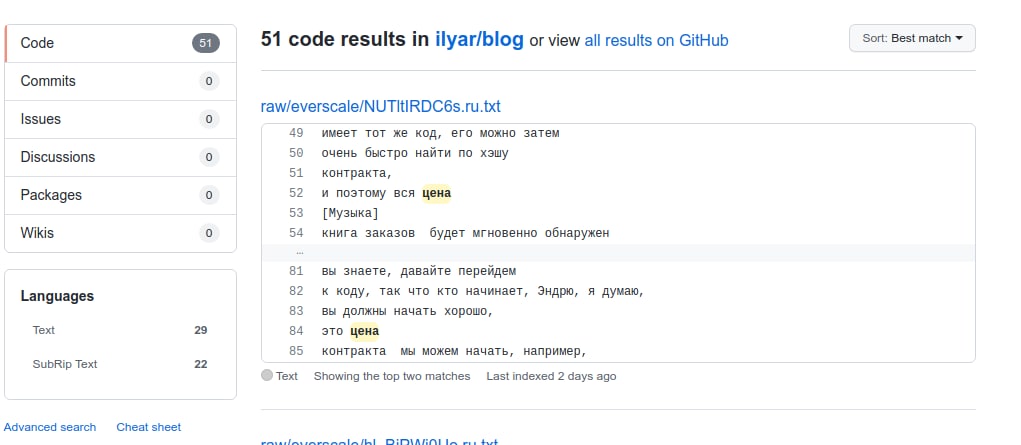 Code 51
Commits 0
Issues 0
Discussions 0
Packages 0
Wikis 0
Languages
Text 29
SubRip Text 22
Advanced search Cheat sheet
51 code results in ilyar/blog or view all results on GitHub
Sort: Best match
raw/everscale/NUTltIRDC6s.ru.txt
49 имеет тот же код, его можно затем
50 очень быстро найти по хэшу
51 контракта,
52 и поэтому вся цена
53 [Музыка]
54 книга заказов будет мгновенно обнаружен
…
81 вы знаете, давайте перейдем
82 к коду, так что кто начинает, Эндрю, я думаю,
83 вы должны начать хорошо,
84 это цена
85 контракта мы можем начать, например,
Text Showing the top two matches Last indexed 2 days ago